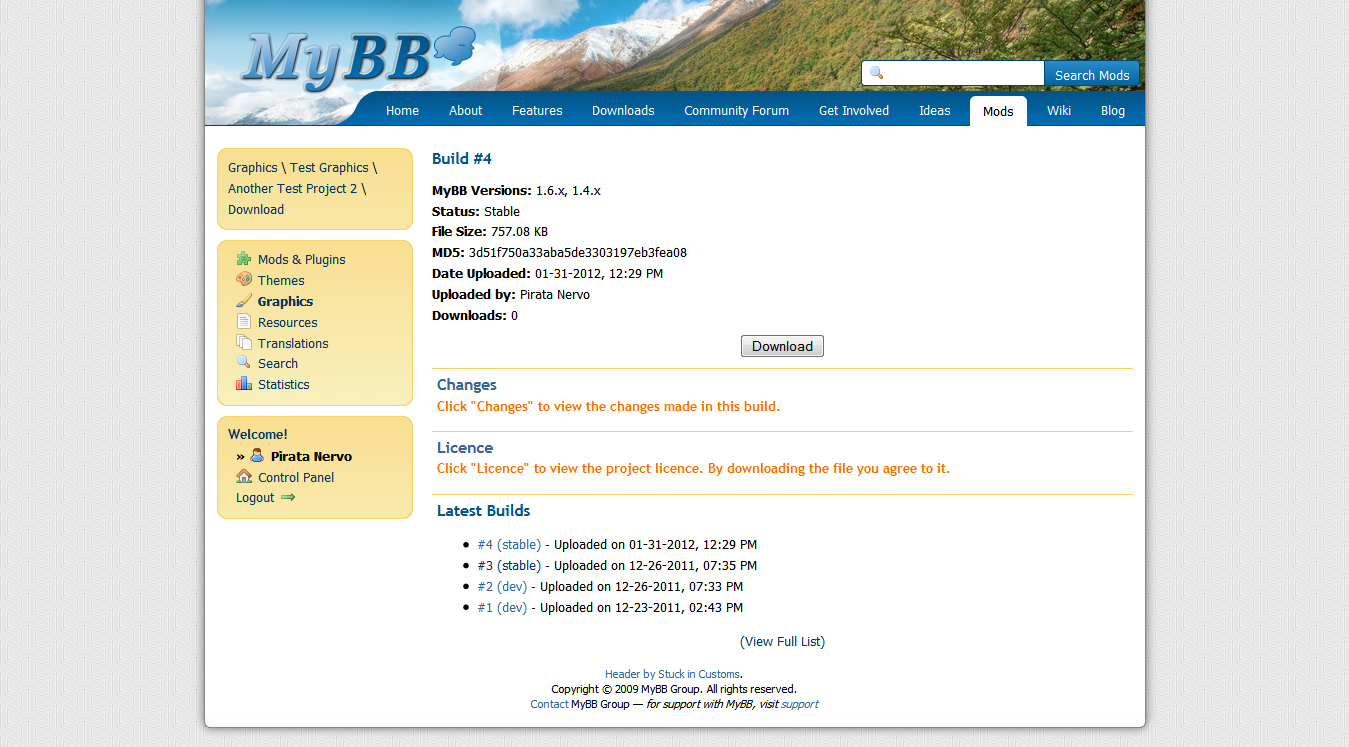 MyBB
Search Mods
Home About Features Downloads Community Forum Get Involved Ideas Mods Wiki Blog
Graphics \ Test Graphics \
Another Test Project 2 \
Download
Mods & Plugins
Themes
Graphics
Resources
Translations
Search
Statistics
Welcome!
» Pirata Nervo
Control Panel
Logout
Build #4
MyBB Versions: 1.6.x, 1.4.x
Status: Stable
File Size: 757.08 KB
MD5: 3d51f750a33aba5de3303197eb3fea08
Date Uploaded: 01-31-2012, 12:29 PM
Uploaded by: Pirata Nervo
Downloads: 0
Download
Changes
Click "Changes" to view the changes made in this build.
Licence
Click "Licence" to view the project licence. By downloading the file you agree to it.
Latest Builds
• #4 (stable) - Uploaded on 01-31-2012, 12:29 PM
• #3 (stable) - Uploaded on 12-26-2011, 07:35 PM
• #2 (dev) - Uploaded on 12-26-2011, 07:33 PM
• #1 (dev) - Uploaded on 12-23-2011, 02:43 PM
(View Full List)
Header by Stuck in Customs.
Copyright © 2009 MyBB Group. All rights reserved.
Contact MyBB Group — for support with MyBB, visit support